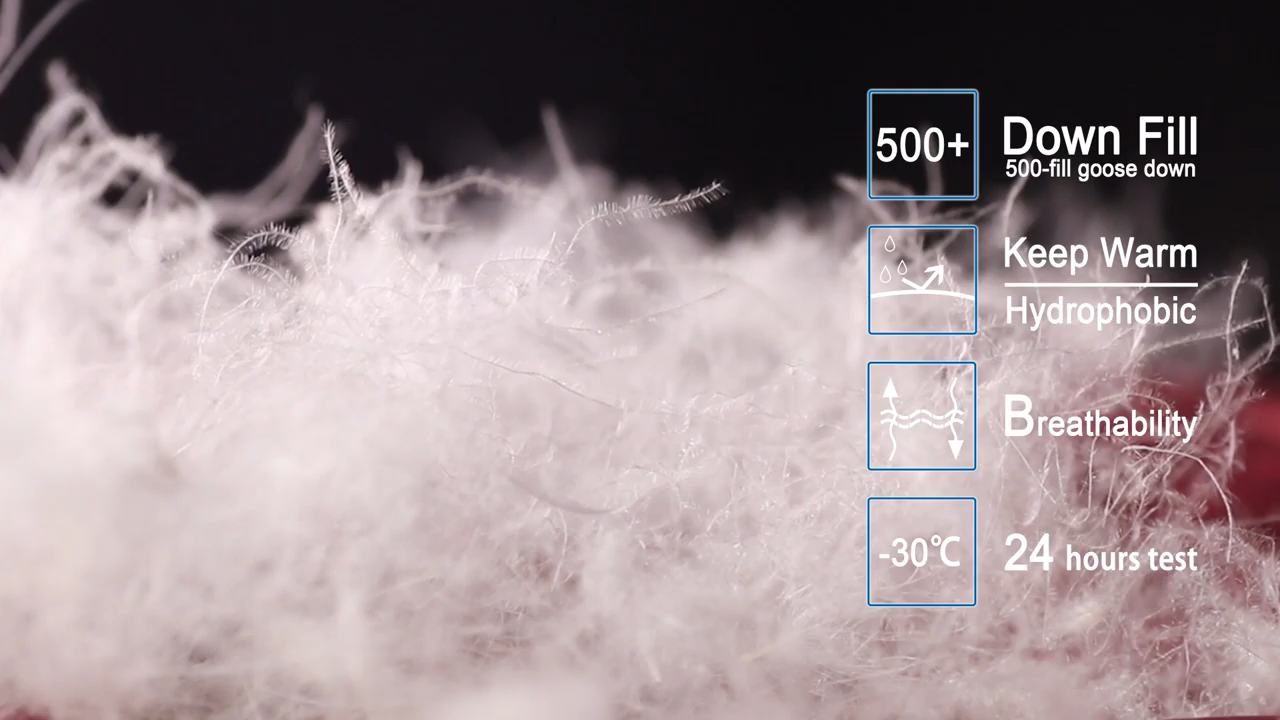 500+
Down Fill
500-fill goose down
Keep Warm
Hydrophobic
Breathability
-30℃
24 hours test